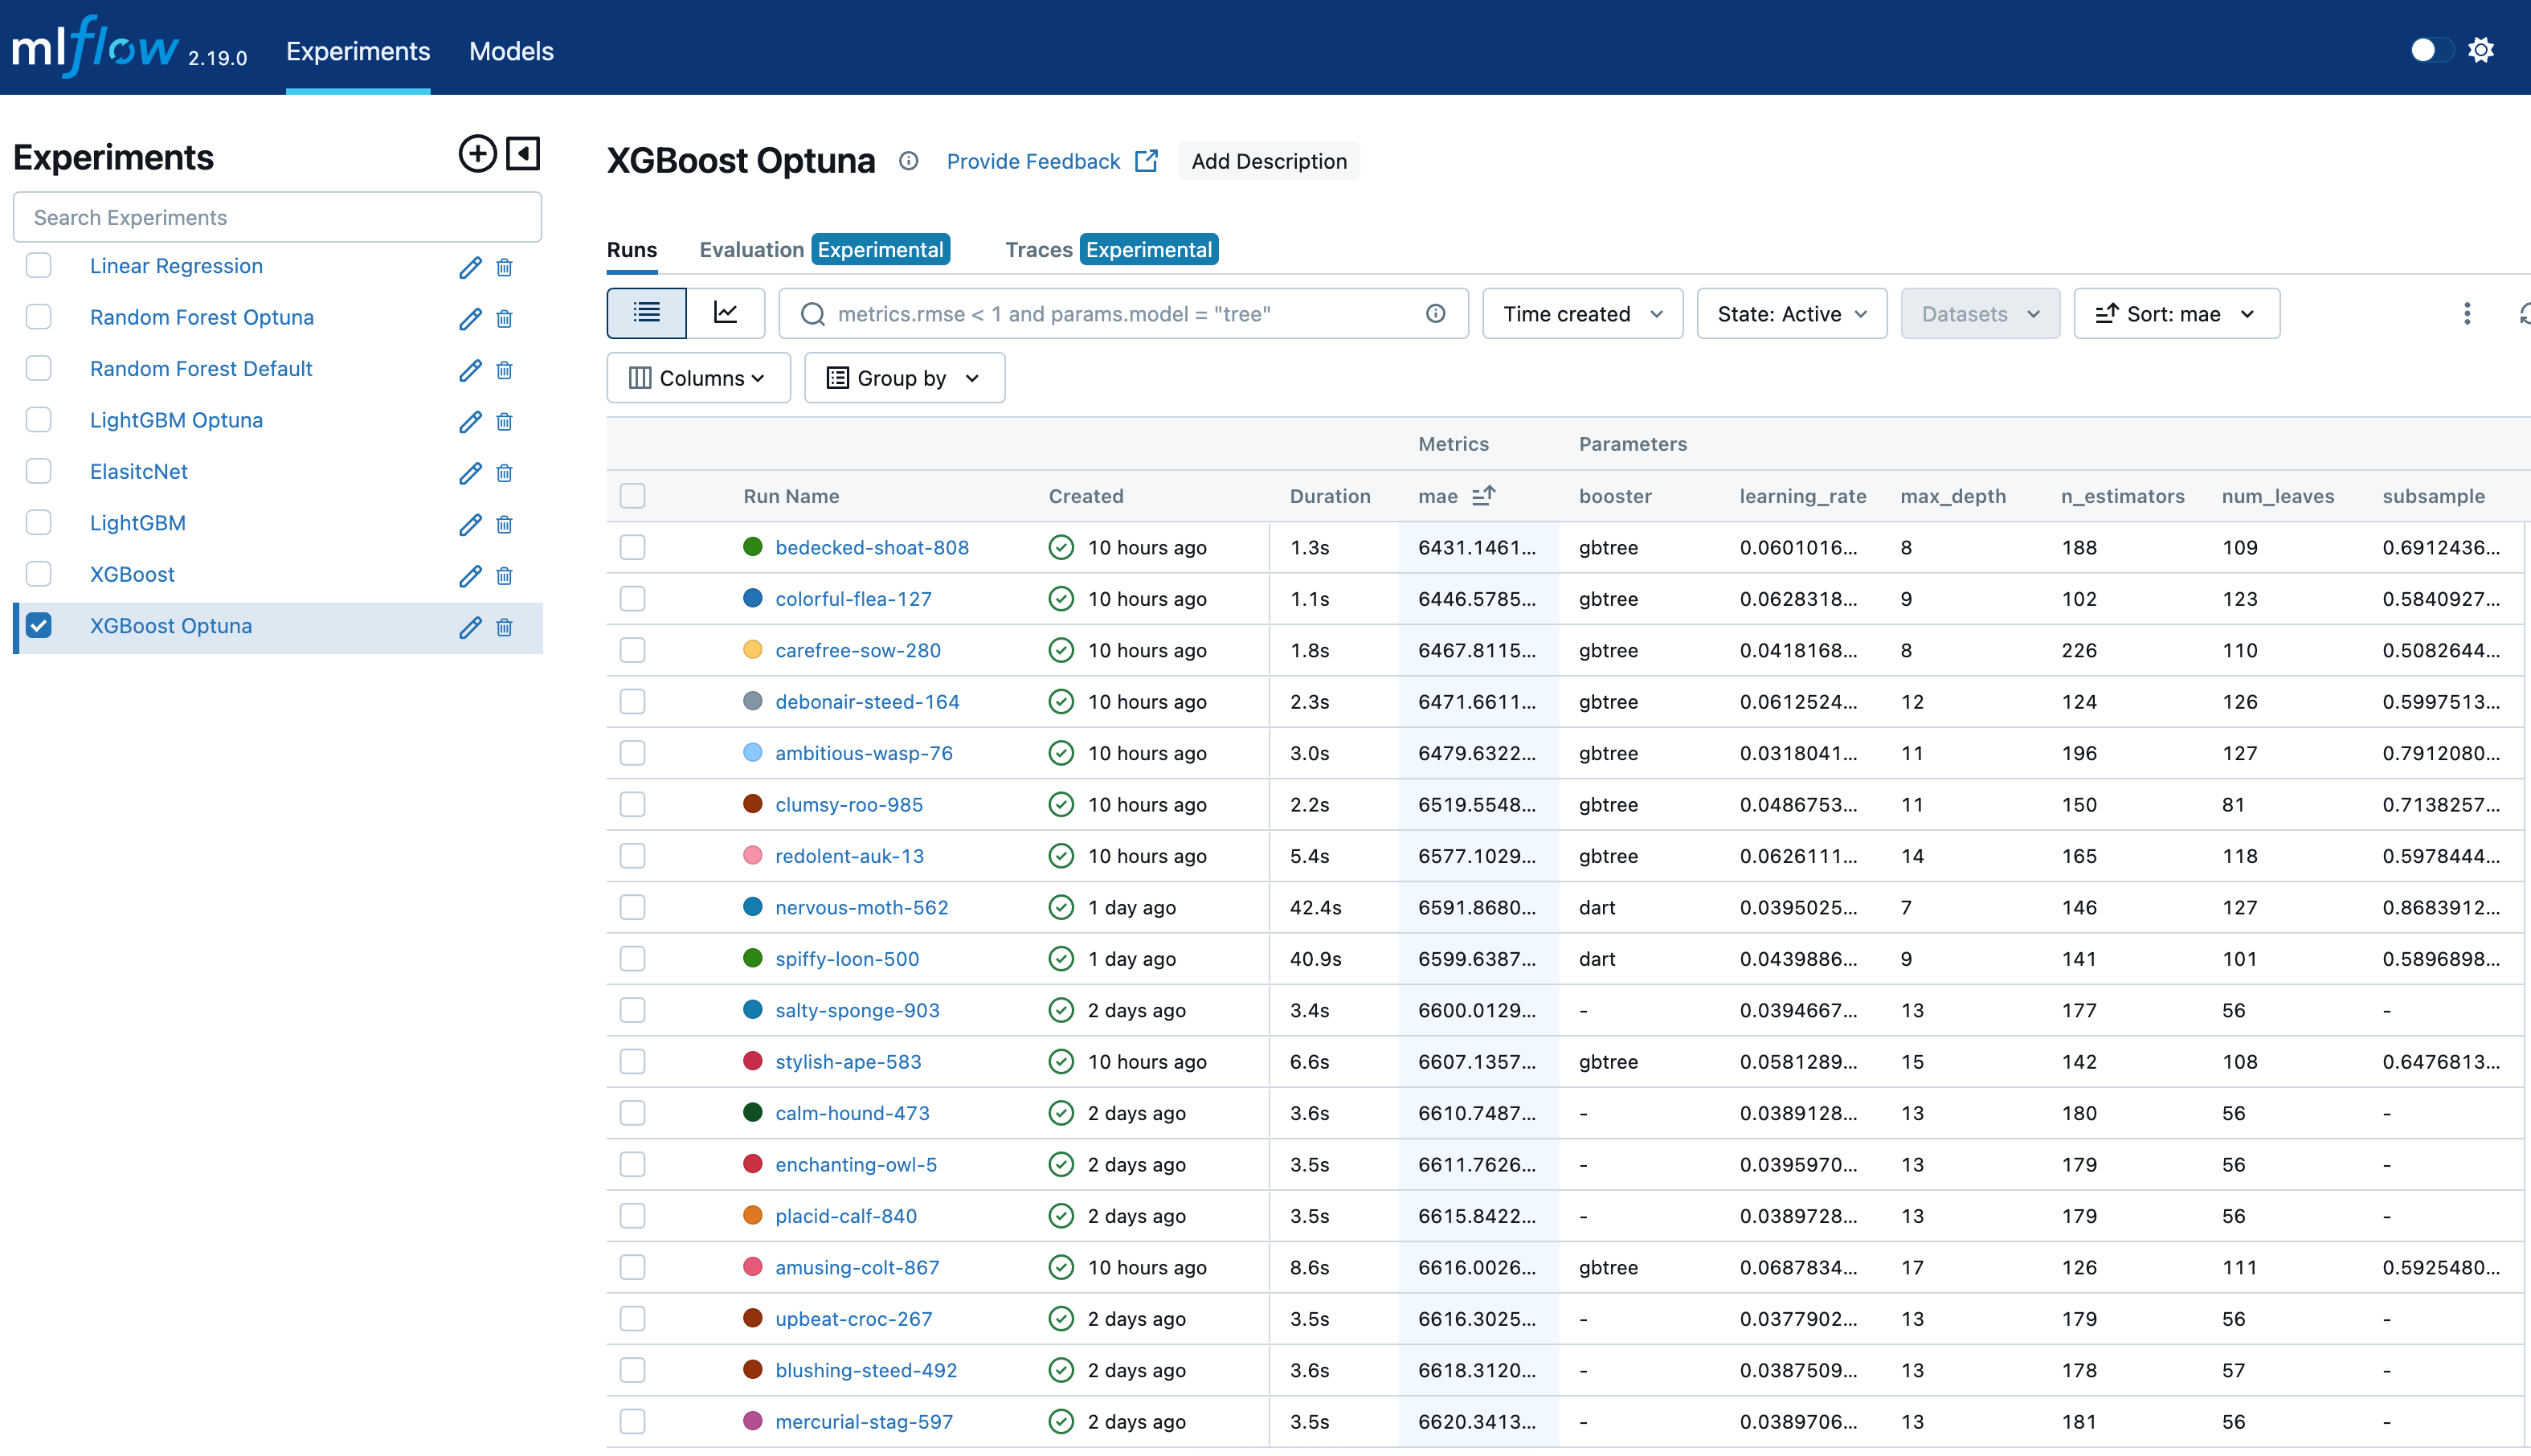 mlflow 2.19.0 Experiments Models
Experiments
Search Experiments
Linear Regression
Random Forest Optuna
Random Forest Default
LightGBM Optuna
ElasitcNet
LightGBM
XGBoost
XGBoost Optuna
XGBoost Optuna Provide Feedback Add Description
Runs Evaluation Experimental Traces Experimental
metrics.rmse < 1 and params.model = "tree" Time created State: Active Datasets Sort: mae
Columns Group by
Metrics Parameters
Run Name Created Duration mae booster learning_rate max_depth n_estimators num_leaves subsample
bedecked-shoat-808 10 hours ago 1.3s 6431.1461... gbtree 0.0601016... 8 188 109 0.6912436...
colorful-flea-127 10 hours ago 1.1s 6446.5785... gbtree 0.0628318... 9 102 123 0.5840927...
carefree-sow-280 10 hours ago 1.8s 6467.8115... gbtree 0.0418168... 8 226 110 0.5082644...
debonair-steed-164 10 hours ago 2.3s 6471.6611... gbtree 0.0612524... 12 124 126 0.5997513...
ambitious-wasp-76 10 hours ago 3.0s 6479.6322... gbtree 0.0318041... 11 196 127 0.7912080...
clumsy-roo-985 10 hours ago 2.2s 6519.5548... gbtree 0.0486753... 11 150 81 0.7138257...
redolent-auk-13 10 hours ago 5.4s 6577.1029... gbtree 0.0626111... 14 165 118 0.5978444...
nervous-moth-562 1 day ago 42.4s 6591.8680... dart 0.0395025... 7 146 127 0.8683912...
spiffy-loon-500 1 day ago 40.9s 6599.6387... dart 0.0439886... 9 141 101 0.5896898...
salty-sponge-903 2 days ago 3.4s 6600.0129... - 0.0394667... 13 177 56 -
stylish-ape-583 10 hours ago 6.6s 6607.1357... gbtree 0.0581289... 15 142 108 0.6476813...
calm-hound-473 2 days ago 3.6s 6610.7487... - 0.0389128... 13 180 56 -
enchanting-owl-5 2 days ago 3.5s 6611.7626... - 0.0395970... 13 179 56 -
placid-calf-840 2 days ago 3.5s 6615.8422... - 0.0389728... 13 179 56 -
amusing-colt-867 10 hours ago 8.6s 6616.0026... gbtree 0.0687834... 17 126 111 0.5925480...
upbeat-croc-267 2 days ago 3.5s 6616.3025... - 0.0377902... 13 179 56 -
blushing-steed-492 2 days ago 3.6s 6618.3120... - 0.0387509... 13 178 57 -
mercurial-stag-597 2 days ago 3.5s 6620.3413... - 0.0389706... 13 181 56 -